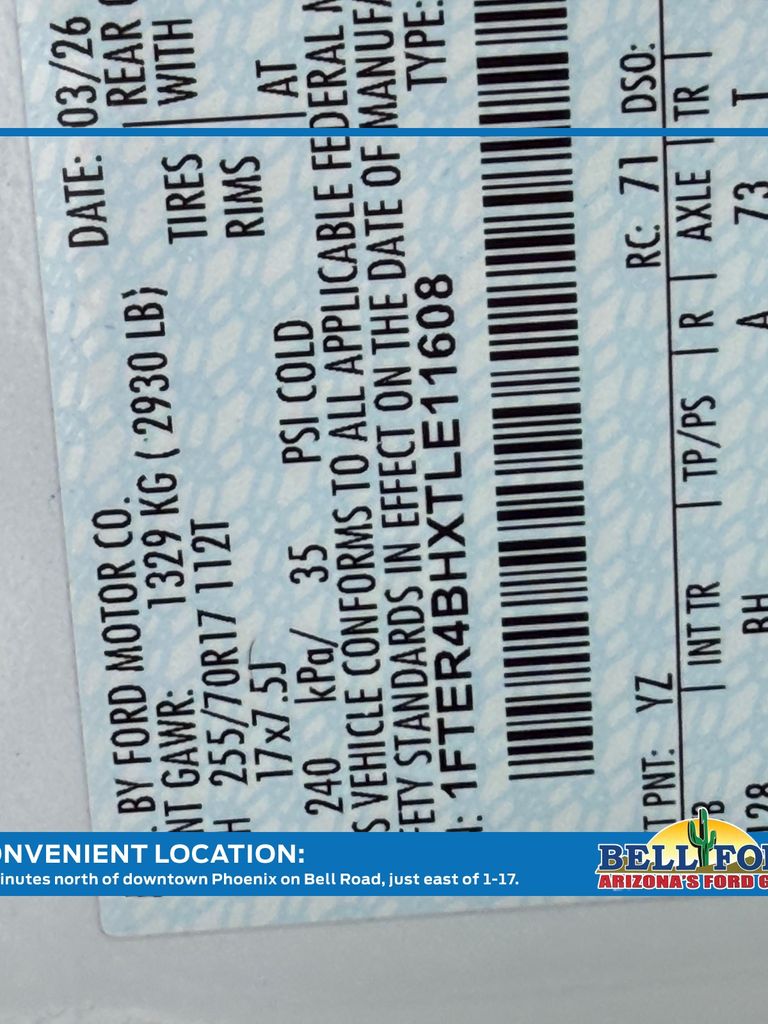 BY FORD MOTOR CO.
DATE: 03/26
NT GAWR:
1329 KG ( 2930 LB)
REAR
255/70R17 112T
TIRES
WITH
17x7.5J
RIMS
240 kPa/ 35 PSI COLD
AT
VEHICLE CONFORMS TO ALL APPLICABLE FEDERAL
ETY STANDARDS IN EFFECT ON THE DATE OF MANUFA
: 1FTER4BHXTLE11608
TYPE:
T PNT: YZ
RC: 71
DSO:
INT TR | TP/PS | R | AXLE | TR |
128
BH
A
73
T
ONVENIENT LOCATION:
inutes north of downtown Phoenix on Bell Road, just east of 1-17.
BELL FO
ARIZONA'S FORD G